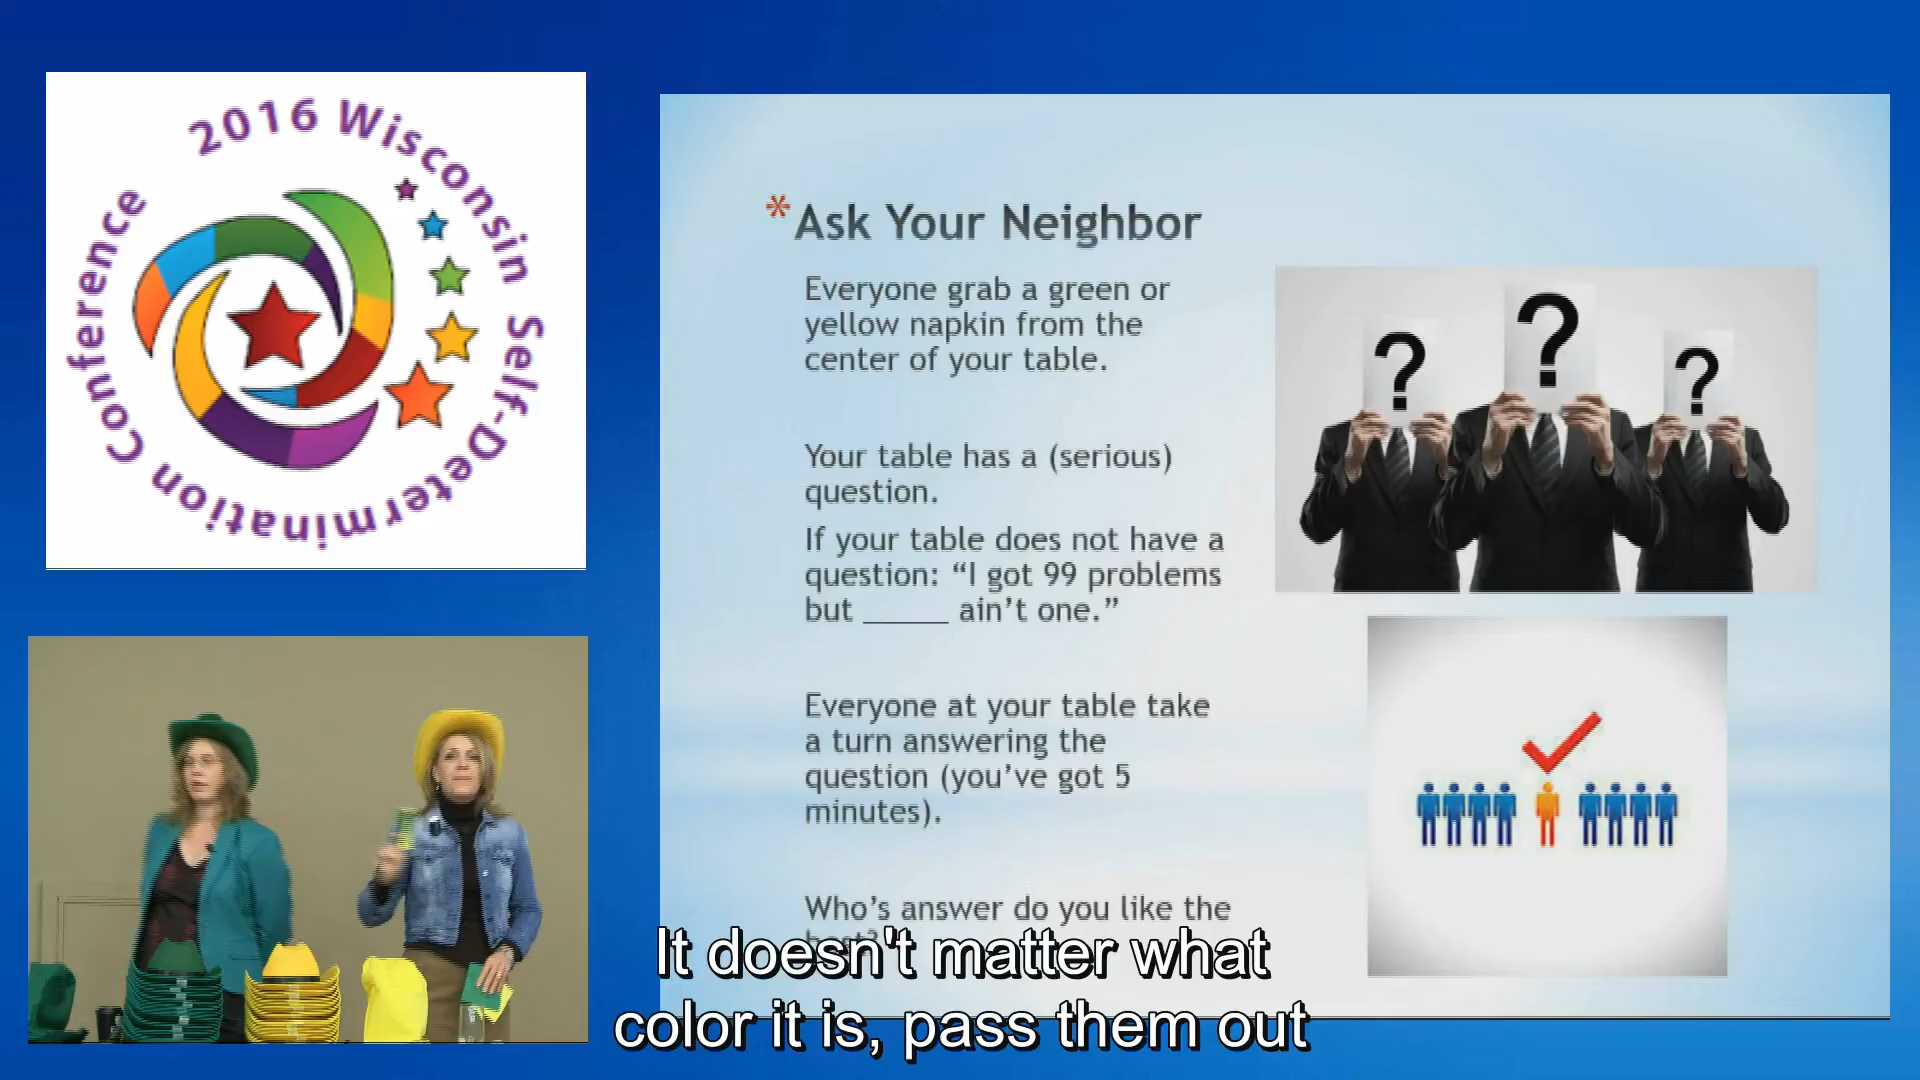 2016 Wisconsin Self-Determination Conference
*Ask Your Neighbor
Everyone grab a green or
yellow napkin from the
center of your table.
Your table has a (serious)
question.
If your table does not have a
question: “I got 99 problems
but _____ ain’t one.”
Everyone at your table take
a turn answering the
question (you’ve got 5
minutes).
Who’s answer do you like the
?
?
?
It doesn't matter what
color it is, pass them out